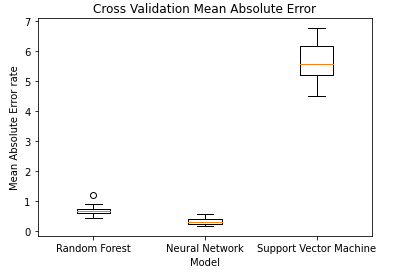 Cross Validation Mean Absolute Error
Mean Absolute Error rate
7
6
5
4
3
2
1
0
Random Forest Neural Network Support Vector Machine
Model